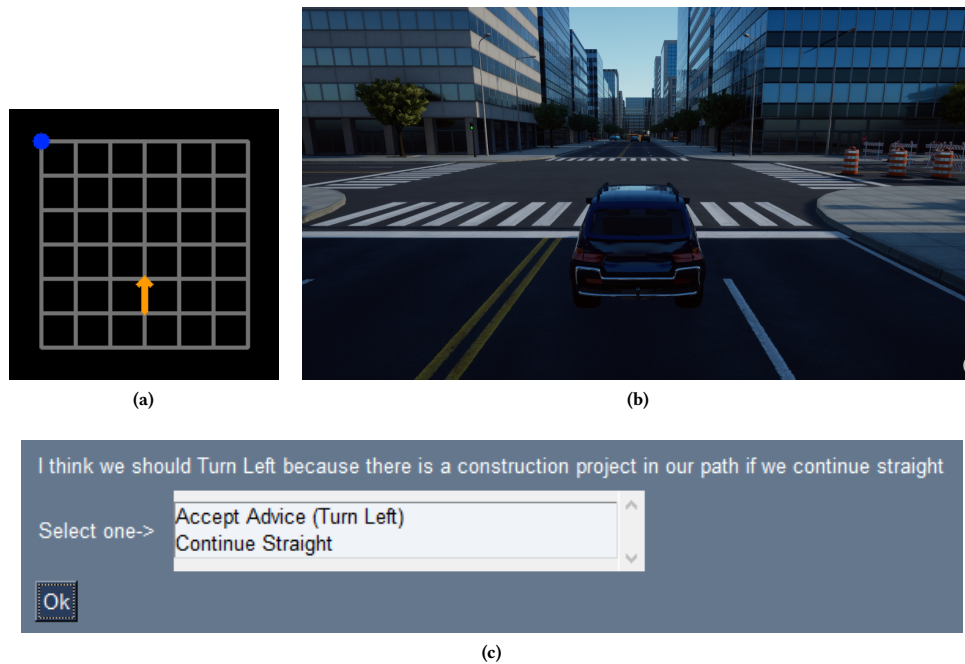 (a)
(b)
I think we should Turn Left because there is a construction project in our path if we continue straight
Select one->
Accept Advice (Turn Left)
Continue Straight
Ok
(c)